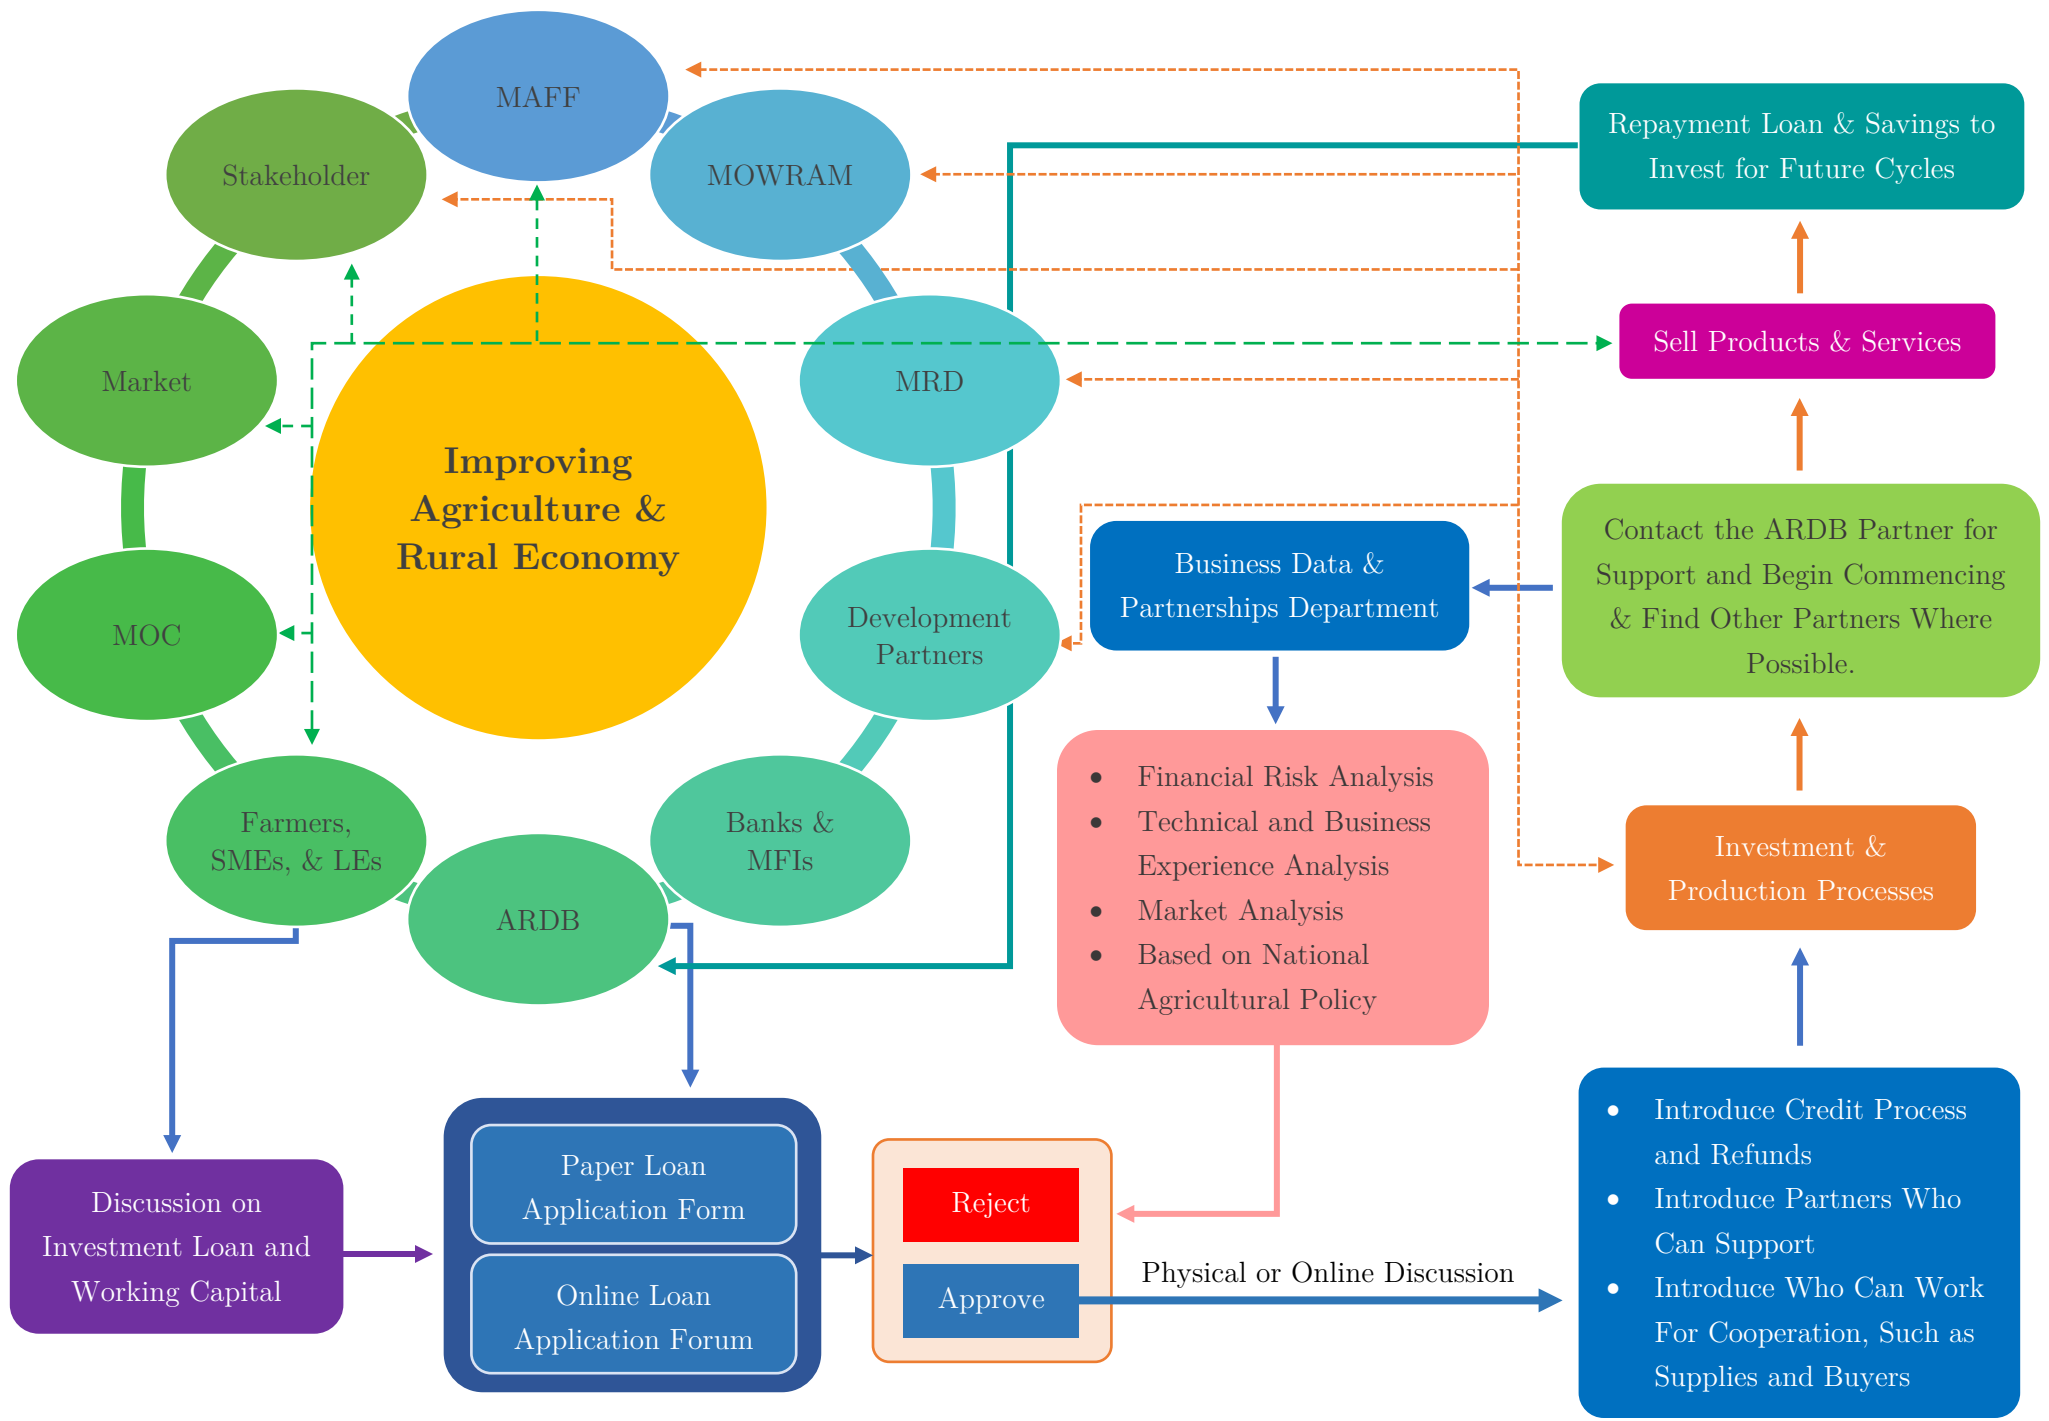 MAFF
Stakeholder
MOWRAM
Market
MRD
Improving
Agriculture &
Rural Economy
MOC
Development
Partners
Farmers,
SMEs, & LEs
Banks &
MFIs
ARDB
Repayment Loan & Savings to
Invest for Future Cycles
Sell Products & Services
Contact the ARDB Partner for
Support and Begin Commencing
& Find Other Partners Where
Possible.
Business Data &
Partnerships Department
• Financial Risk Analysis
• Technical and Business
Experience Analysis
• Market Analysis
• Based on National
Agricultural Policy
Investment &
Production Processes
Discussion on
Investment Loan and
Working Capital
Paper Loan
Application Form
Online Loan
Application Forum
Reject
Approve
Physical or Online Discussion
• Introduce Credit Process
and Refunds
• Introduce Partners Who
Can Support
• Introduce Who Can Work
For Cooperation, Such as
Supplies and Buyers